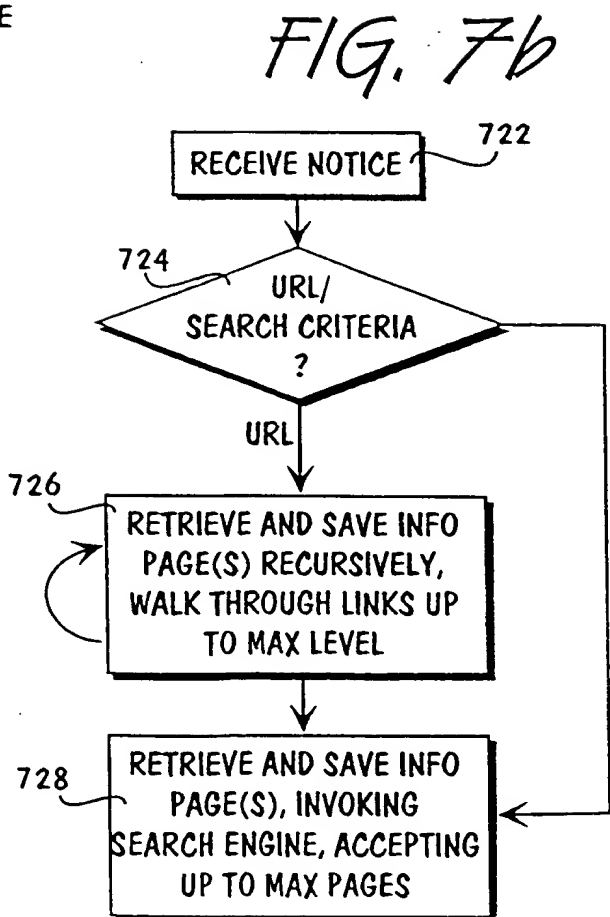 E
FIG. 7b
RECEIVE NOTICE
722
724
URL/
SEARCH CRITERIA
?
URL
726
RETRIEVE AND SAVE INFO
PAGE(S) RECURSIVELY,
WALK THROUGH LINKS UP
TO MAX LEVEL
728
RETRIEVE AND SAVE INFO
PAGE(S), INVOKING
SEARCH ENGINE, ACCEPTING
UP TO MAX PAGES